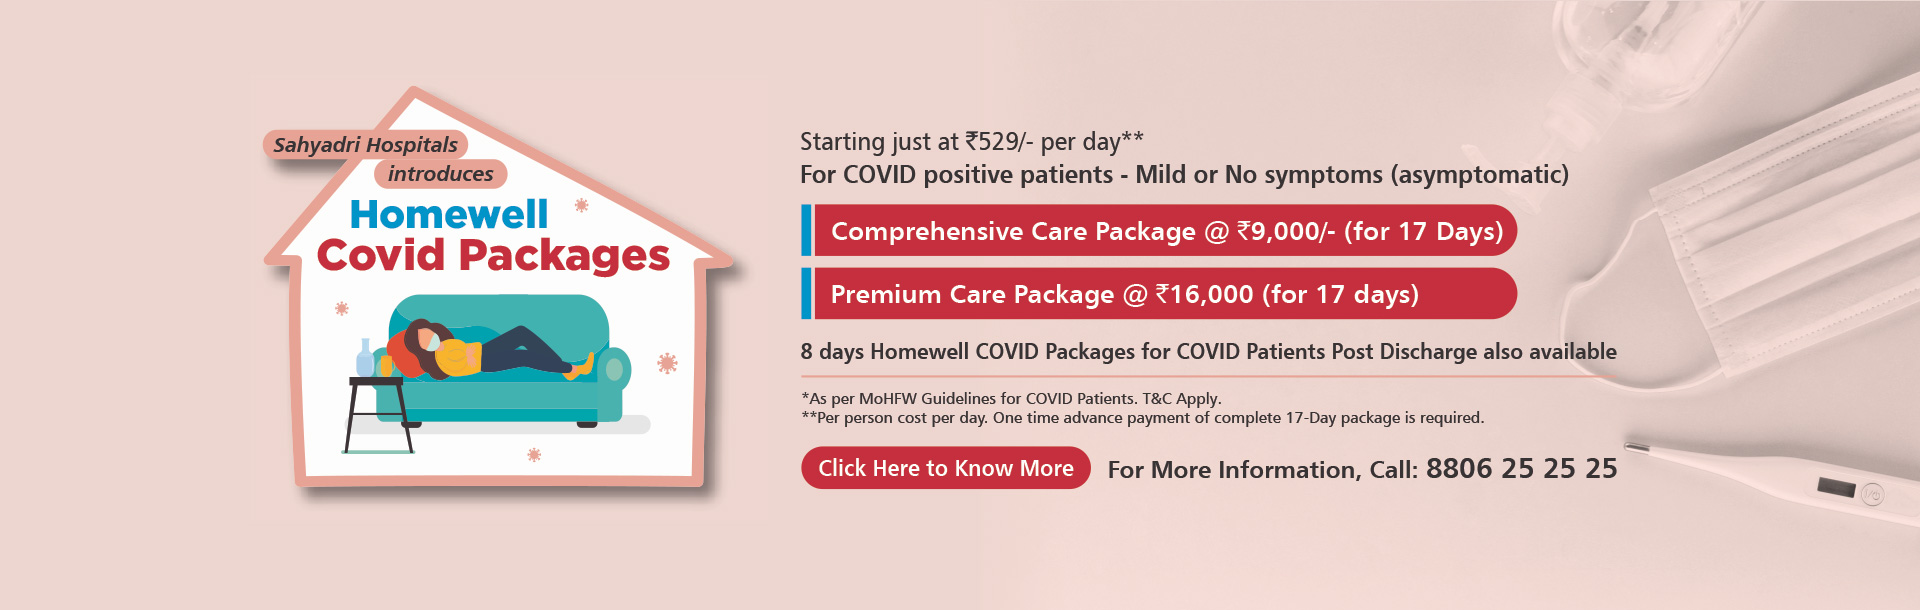 Sahyadri Hospitals
introduces
Homewell
Covid Packages
Starting just at ₹529/- per day**
For COVID positive patients - Mild or No symptoms (asymptomatic)
Comprehensive Care Package @ ₹9,000/- (for 17 Days)
Premium Care Package @ ₹16,000 (for 17 days)
8 days Homewell COVID Packages for COVID Patients Post Discharge also available
*As per MoHFW Guidelines for COVID Patients. T&C Apply.
**Per person cost per day. One time advance payment of complete 17-Day package is required.
Click Here to Know More
For More Information, Call: 8806 25 25 25